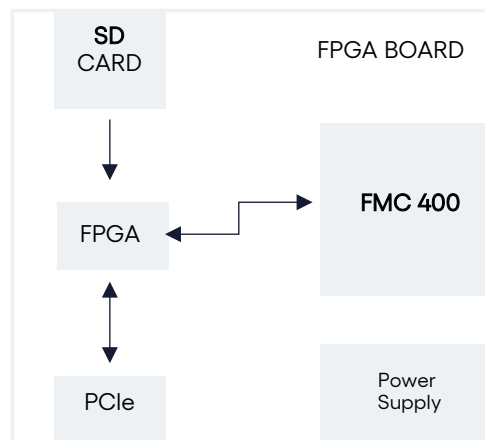 SD
CARD
FPGA BOARD
FMC 400
FPGA
PCIe
Power
Supply